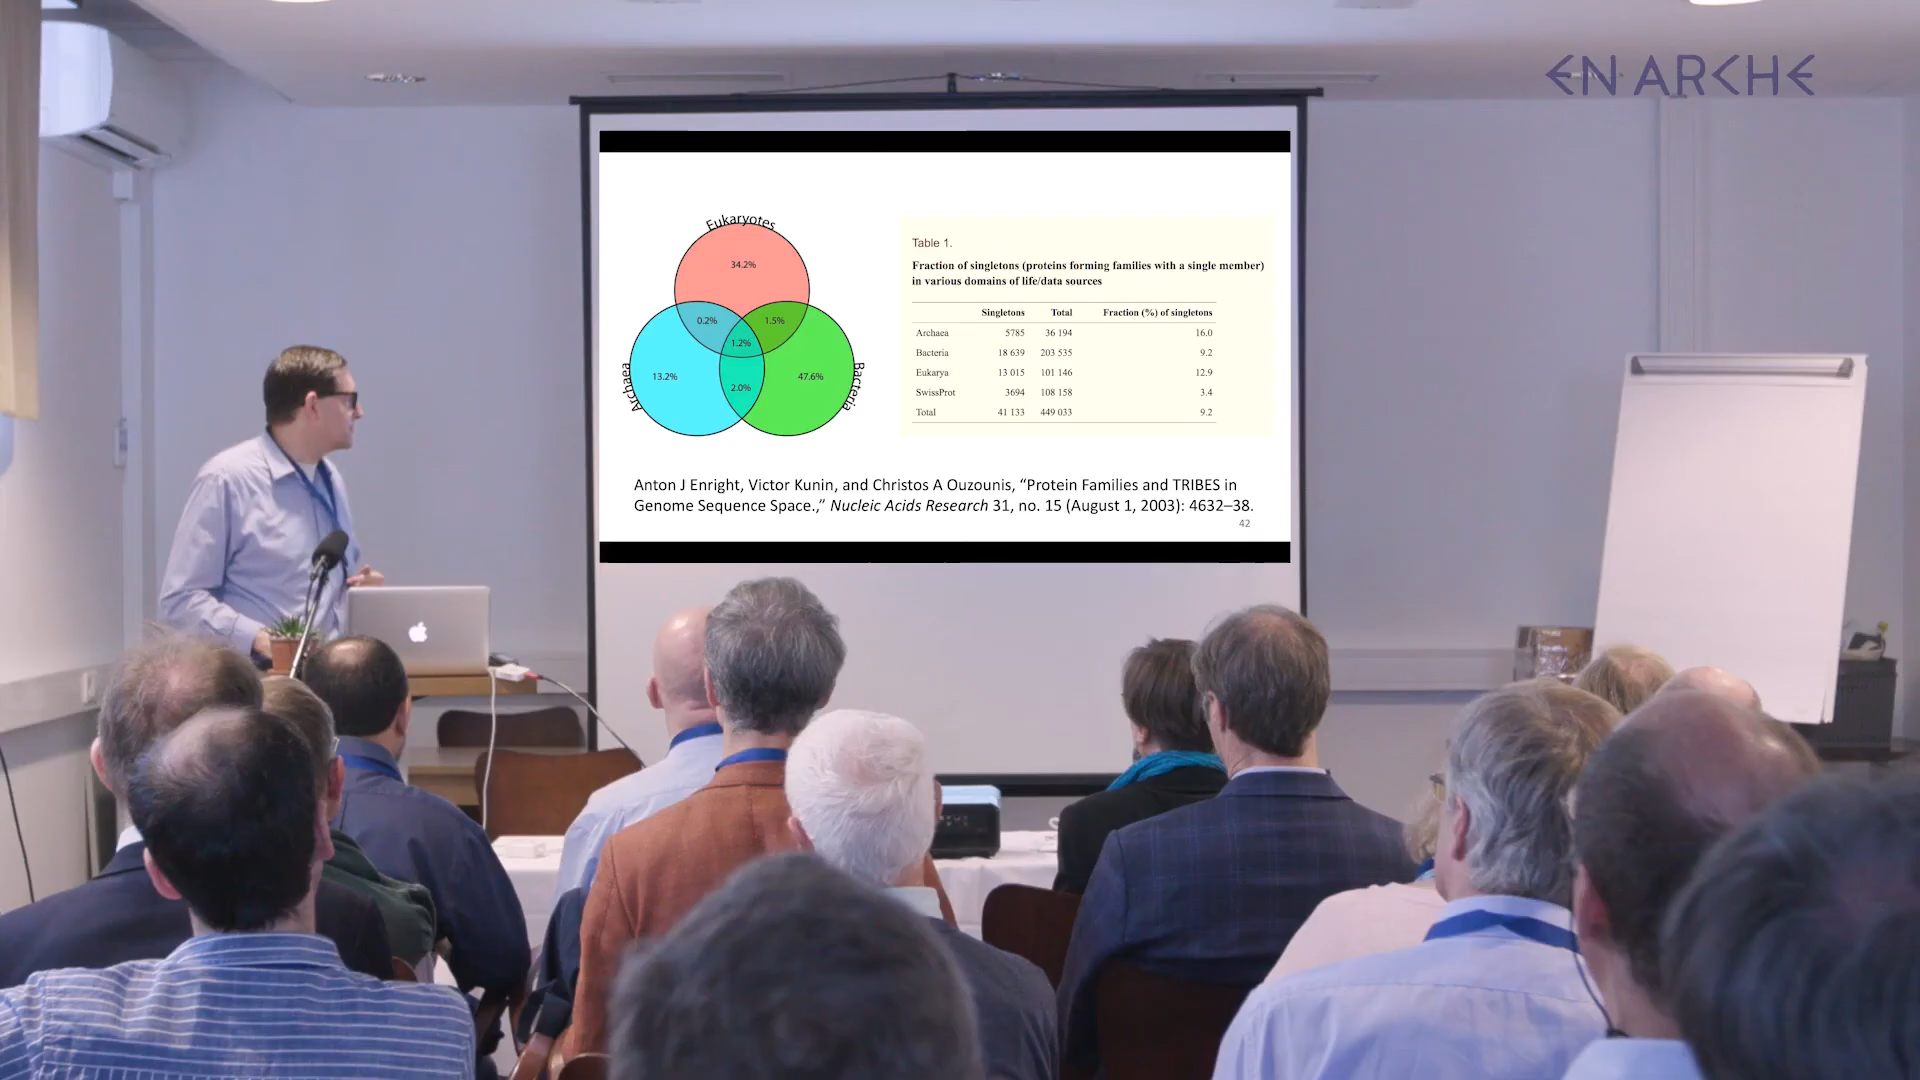 EN ARCHE
Eukaryotes
34.2%
0.2%
1.5%
1.2%
13.2%
47.6%
2.0%
Archaea
Bacteria
Table 1.
Fraction of singletons (proteins forming families with a single member)
in various domains of life/data sources
Singletons Total Fraction (%) of singletons
Archaea 5785 36 194 16.0
Bacteria 18 639 203 535 9.2
Eukarya 13 015 101 146 12.9
SwissProt 3694 108 158 3.4
Total 41 133 449 033 9.2
Anton J Enright, Victor Kunin, and Christos A Ouzounis, “Protein Families and TRIBES in
Genome Sequence Space.,” Nucleic Acids Research 31, no. 15 (August 1, 2003): 4632–38.
42